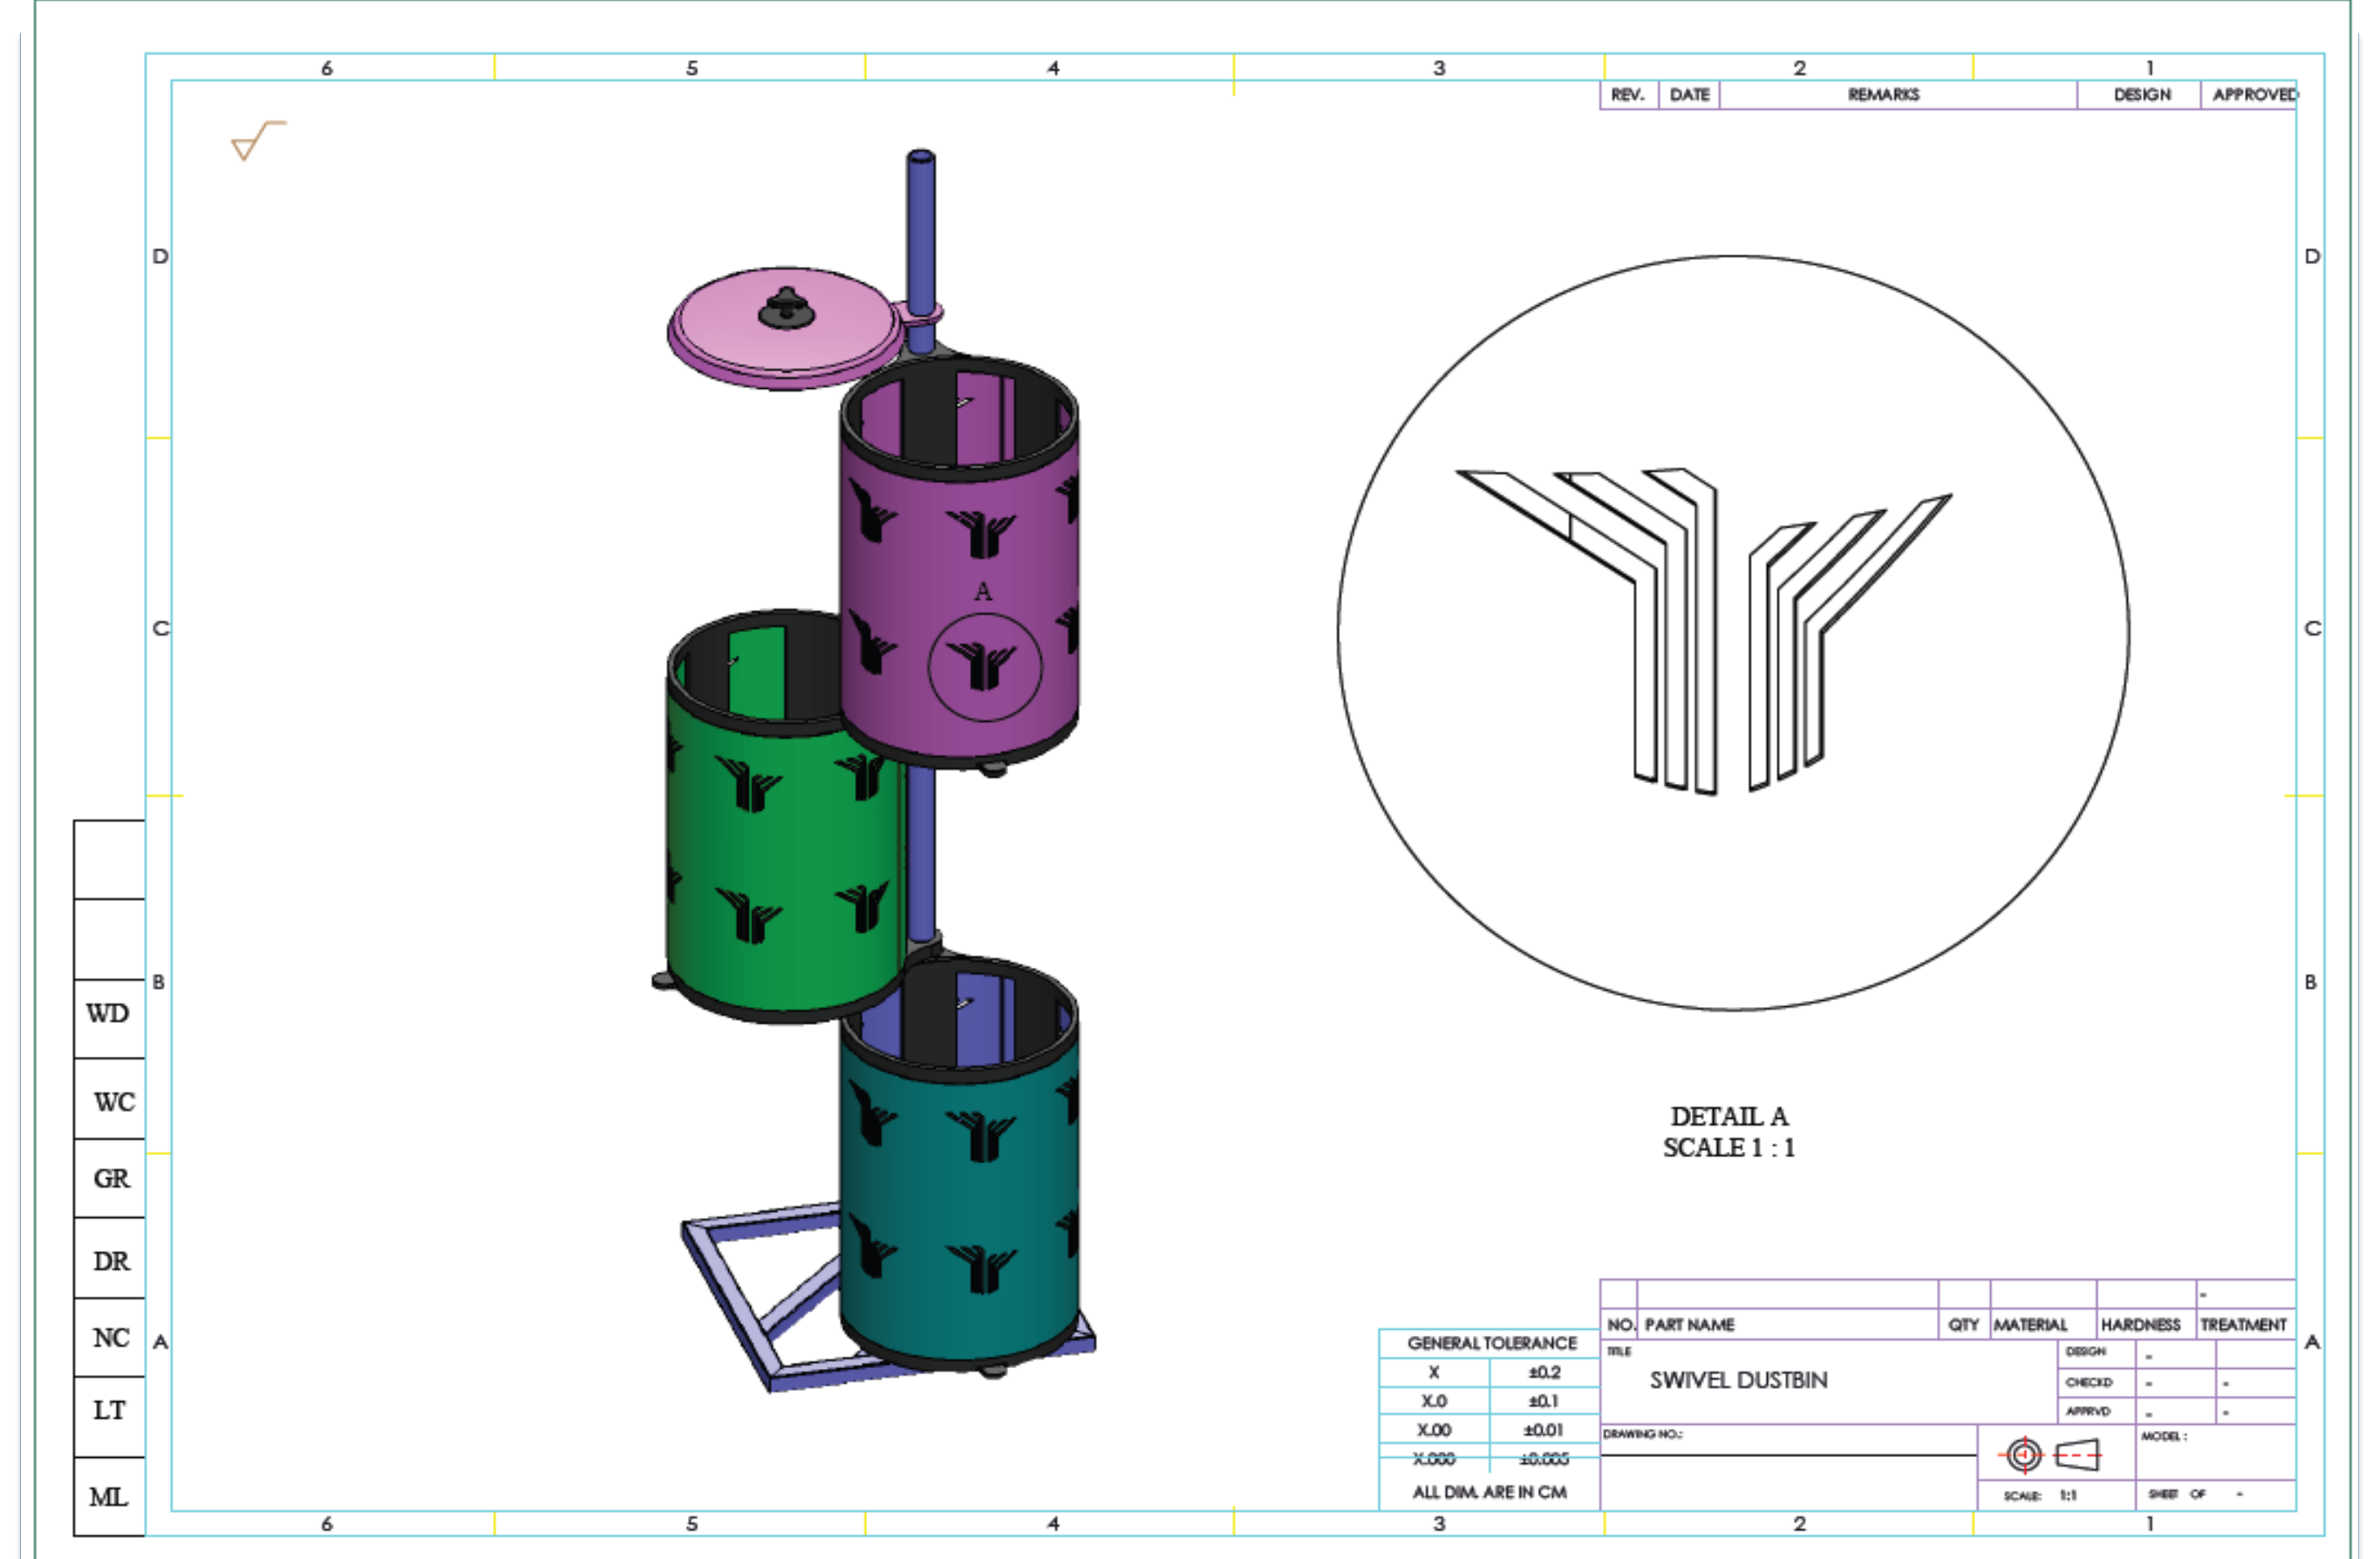 6 5 4 3 2 1
REV. DATE REMARKS DESIGN APPROVED
D D
A
C C
B B
WD
WC
GR
DR
NC
LT
ML
DETAIL A
SCALE 1 : 1
A A
GENERAL TOLERANCE
X ±0.2
X.0 ±0.1
X.00 ±0.01
X.000 ±0.005
ALL DIM. ARE IN CM
-
NO. PART NAME QTY MATERIAL HARDNESS TREATMENT
TITLE
SWIVEL DUSTBIN
DESIGN -
CHECKD - -
APPRVD - -
DRAWING NO.:
MODEL :
SCALE: 1:1
SHEET OF -
6 5 4 3 2 1